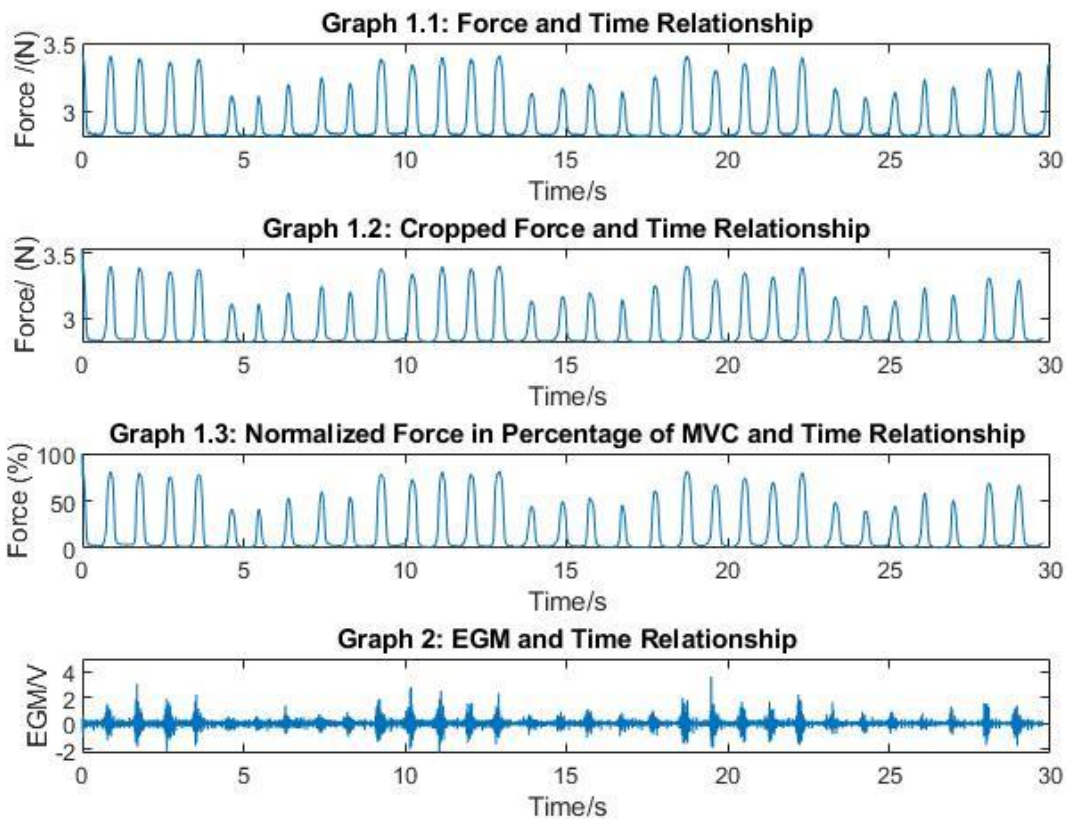 Graph 1.1: Force and Time Relationship
3.5
3
Force /(N)
0 5 10 15 20 25 30
Time/s
Graph 1.2: Cropped Force and Time Relationship
3.5
3
Force/ (N)
0 5 10 15 20 25 30
Time/s
Graph 1.3: Normalized Force in Percentage of MVC and Time Relationship
100
50
0
Force (%)
0 5 10 15 20 25 30
Time/s
Graph 2: EGM and Time Relationship
4
2
0
-2
EGM/V
0 5 10 15 20 25 30
Time/s